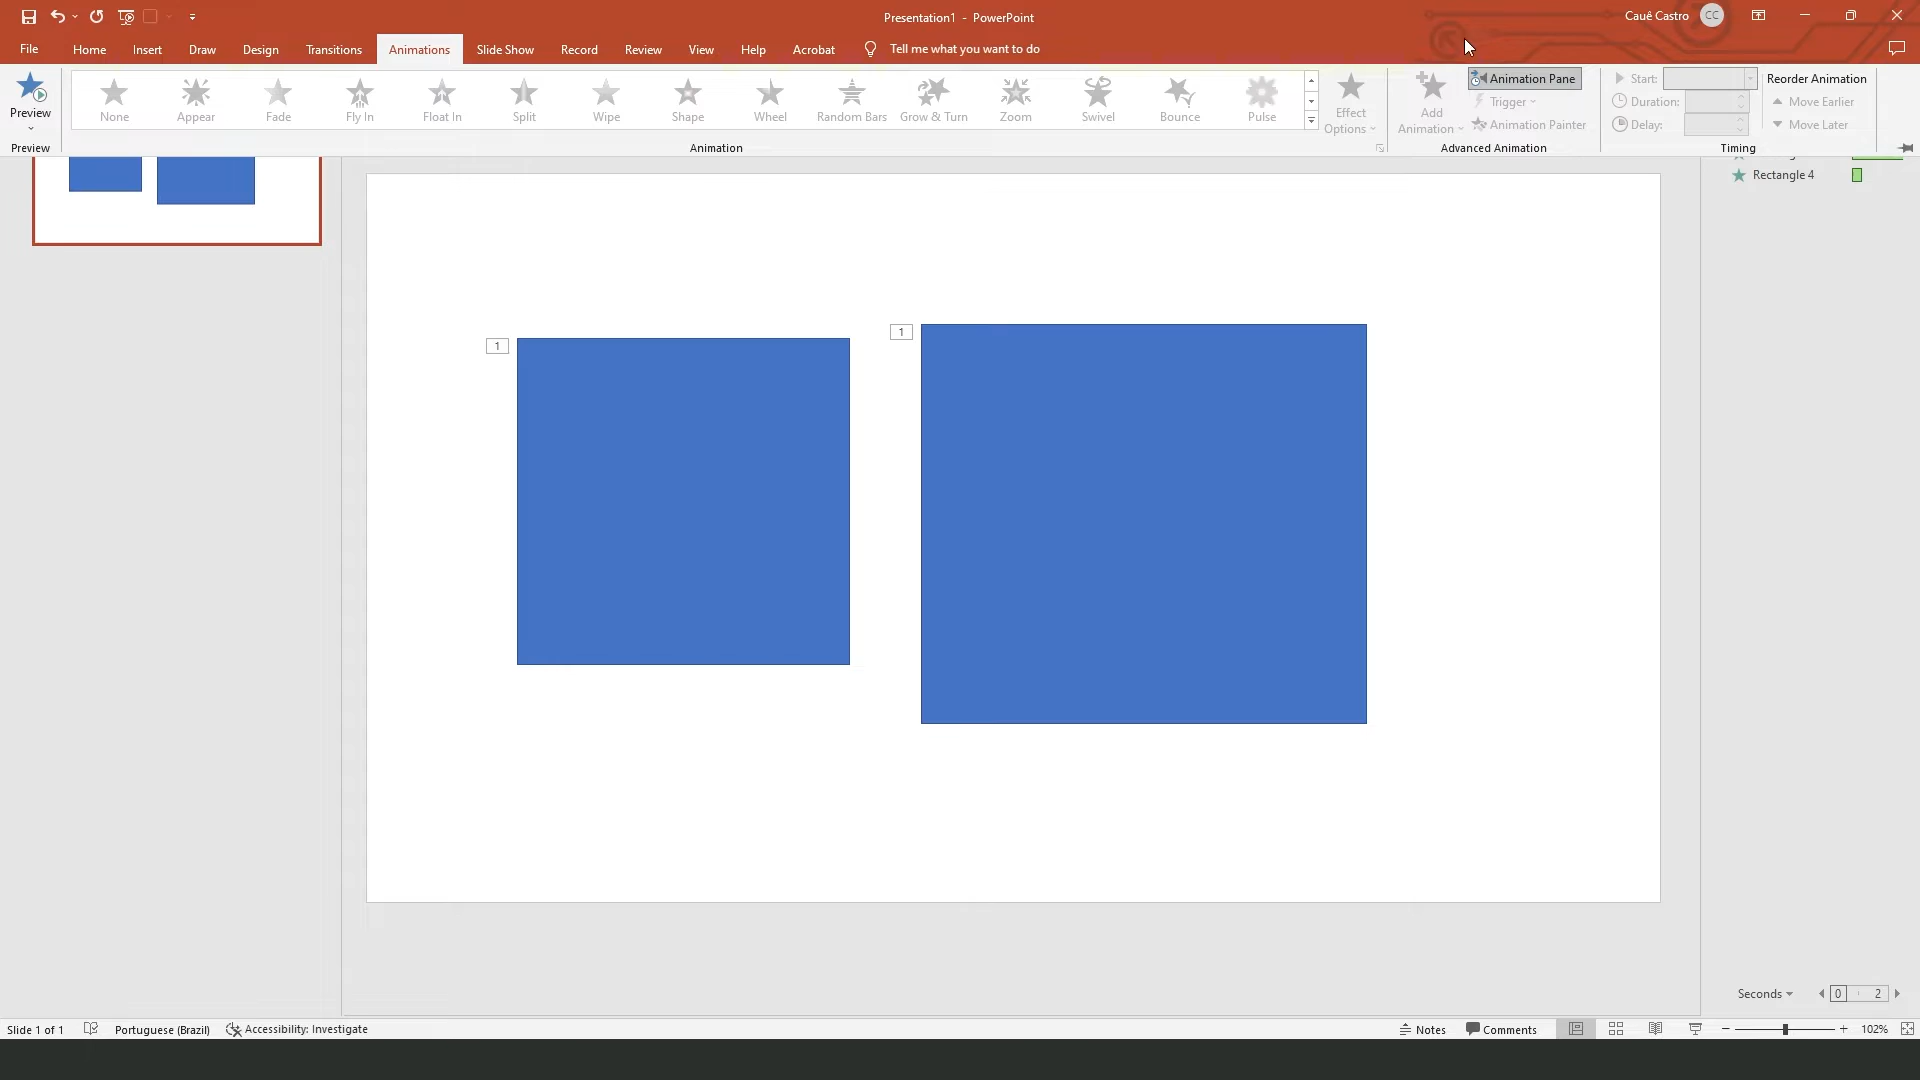 Presentation1 - PowerPoint
Cauê Castro CC
File Home Insert Draw Design Transitions Animations Slide Show Record Review View Help Acrobat Tell me what you want to do
Preview
None Appear Fade Fly In Float In Split Wipe Shape Wheel Random Bars Grow & Turn Zoom Swivel Bounce Pulse
Effect Options
Add Animation
Animation Pane
Trigger
Animation Painter
Start:
Duration:
Delay:
Reorder Animation
Move Earlier
Move Later
Preview Animation Advanced Animation Timing
Rectangle 4
1
1
Seconds 0 2
Slide 1 of 1 Portuguese (Brazil) Accessibility: Investigate Notes Comments 102%